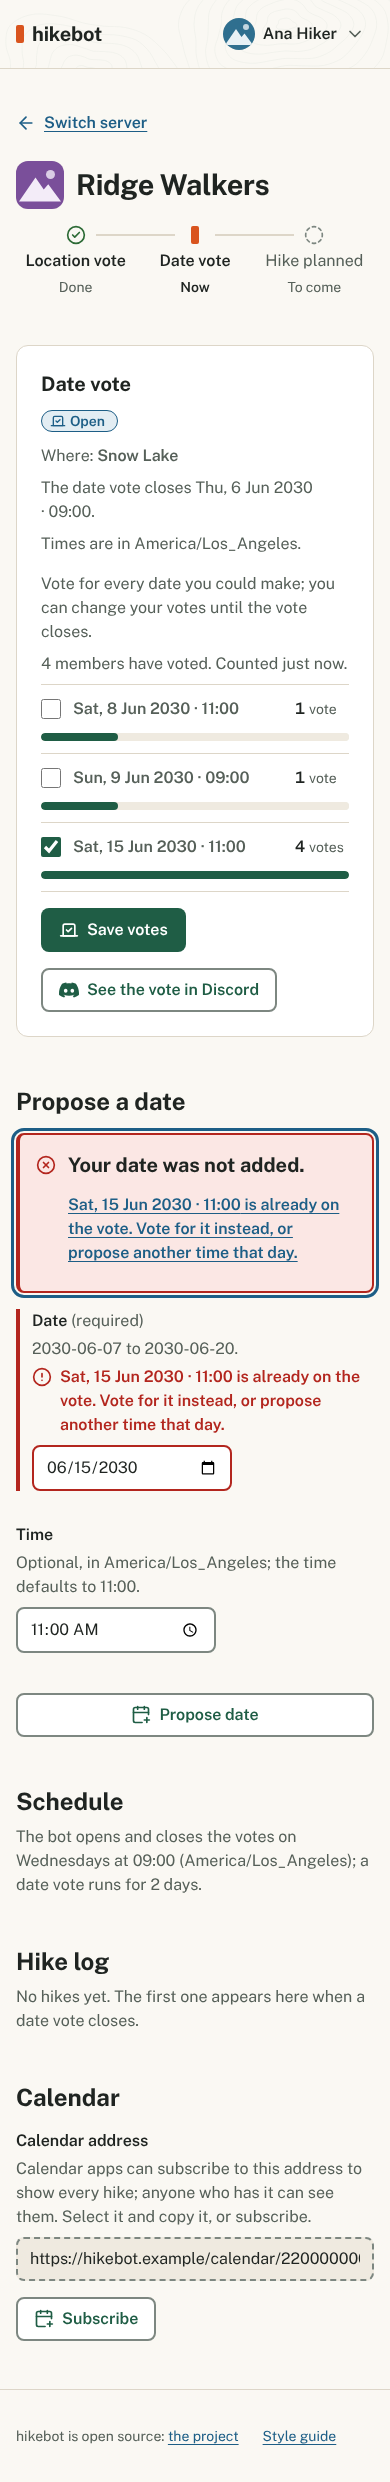 hikebot
Ana Hiker
Switch server
Ridge Walkers
Location vote
Done
Date vote
Now
Hike planned
To come
Date vote
Open
Where: Snow Lake
The date vote closes Thu, 6 Jun 2030
· 09:00.
Times are in America/Los_Angeles.
Vote for every date you could make; you
can change your votes until the vote
closes.
4 members have voted. Counted just now.
Sat, 8 Jun 2030 · 11:00 1 vote
Sun, 9 Jun 2030 · 09:00 1 vote
Sat, 15 Jun 2030 · 11:00 4 votes
Save votes
See the vote in Discord
Propose a date
Your date was not added.
Sat, 15 Jun 2030 · 11:00 is already on
the vote. Vote for it instead, or
propose another time that day.
Date (required)
2030-06-07 to 2030-06-20.
Sat, 15 Jun 2030 · 11:00 is already on the
vote. Vote for it instead, or propose
another time that day.
06/15/2030
Time
Optional, in America/Los_Angeles; the time
defaults to 11:00.
11:00 AM
Propose date
Schedule
The bot opens and closes the votes on
Wednesdays at 09:00 (America/Los_Angeles); a
date vote runs for 2 days.
Hike log
No hikes yet. The first one appears here when a
date vote closes.
Calendar
Calendar address
Calendar apps can subscribe to this address to
show every hike; anyone who has it can see
them. Select it and copy it, or subscribe.
https://hikebot.example/calendar/22000000
Subscribe
hikebot is open source: the project
Style guide